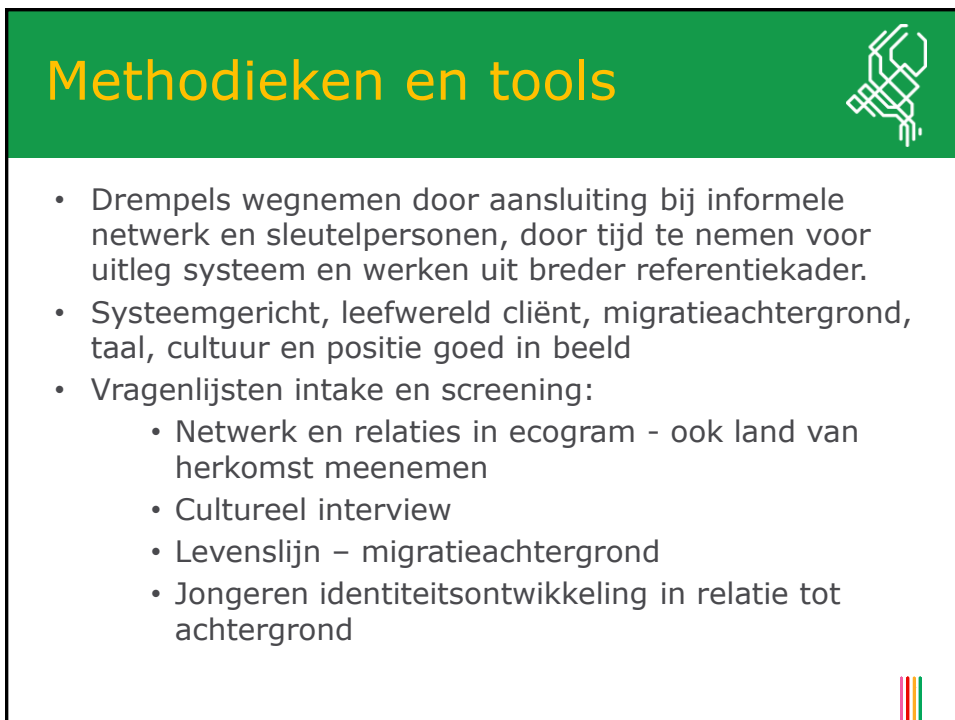 Methodieken en tools
• Drempels wegnemen door aansluiting bij informele
netwerk en sleutelpersonen, door tijd te nemen voor
uitleg systeem en werken uit breder referentiekader.
• Systeemgericht, leefwereld cliënt, migratieachtergrond,
taal, cultuur en positie goed in beeld
• Vragenlijsten intake en screening:
• Netwerk en relaties in ecogram - ook land van
herkomst meenemen
• Cultureel interview
• Levenslijn – migratieachtergrond
• Jongeren identiteitsontwikkeling in relatie tot
achtergrond